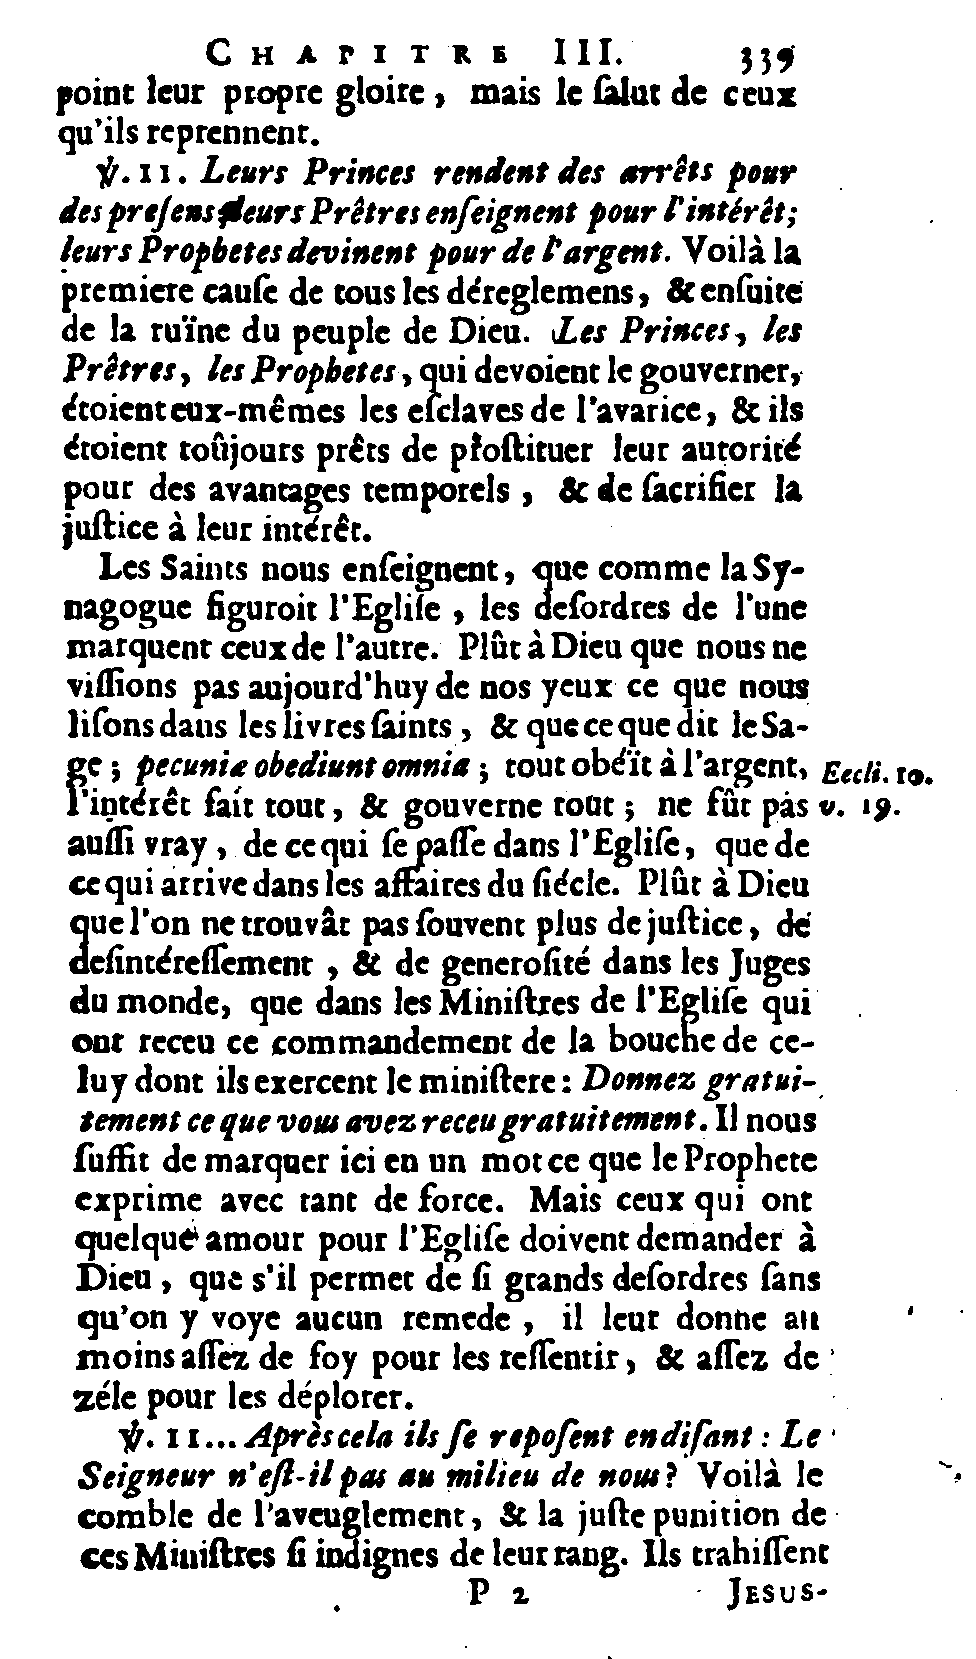 CHAPITRE III. 339
point leur propre gloire, mais le ſalut de ceux
qu'ils reprennent.
℣. 11. Leurs Princes rendent des arrêts pour
des preſens leurs Prêtres enſeignent pour l'intérêt;
leurs Prophetes devinent pour de l'argent. Voilà la
premiere cauſe de tous les déreglemens, & enſuite
de la ruïne du peuple de Dieu. Les Princes, les
Prêtres, les Prophetes, qui devoient le gouverner,
étoient eux-mêmes les eſclaves de l'avarice, & ils
étoient toûjours prêts de proſtituer leur autorité
pour des avantages temporels, & de ſacrifier la
juſtice à leur intérêt.
Les Saints nous enſeignent, que comme la Sy-
nagogue figuroit l'Egliſe, les deſordres de l'une
marquent ceux de l'autre. Plût à Dieu que nous ne
viſſions pas aujourd'huy de nos yeux ce que nous
liſons dans les livres ſaints, & que ce que dit le Sa-
ge; pecunia obediunt omnia; tout obéït à l'argent,
l'intérêt fait tout, & gouverne tout; ne fût pas
auſſi vray, de ce qui ſe paſſe dans l'Egliſe, que de
ce qui arrive dans les affaires du ſiécle. Plût à Dieu
que l'on ne trouvât pas ſouvent plus de juſtice, de
deſintéreſſement, & de generoſité dans les Juges
du monde, que dans les Miniſtres de l'Egliſe qui
ont receu ce commandement de la bouche de ce-
luy dont ils exercent le miniſtere: Donnez gratui-
tement ce que vous avez receu gratuitement. Il nous
ſuffit de marquer ici en un mot ce que le Prophete
exprime avec tant de force. Mais ceux qui ont
quelque amour pour l'Egliſe doivent demander à
Dieu, que s'il permet de ſi grands deſordres ſans
qu'on y voye aucun remede, il leur donne au
moins aſſez de foy pour les reſſentir, & aſſez de
zéle pour les déplorer.
℣. 11... Après cela ils ſe repoſent en diſant: Le
Seigneur n'eſt-il pas au milieu de nous? Voilà le
comble de l'aveuglement, & la juſte punition de
ces Miniſtres ſi indignes de leur rang. Ils trahiſſent
P 2 JESUS-
Eccli. 10.
v. 19.